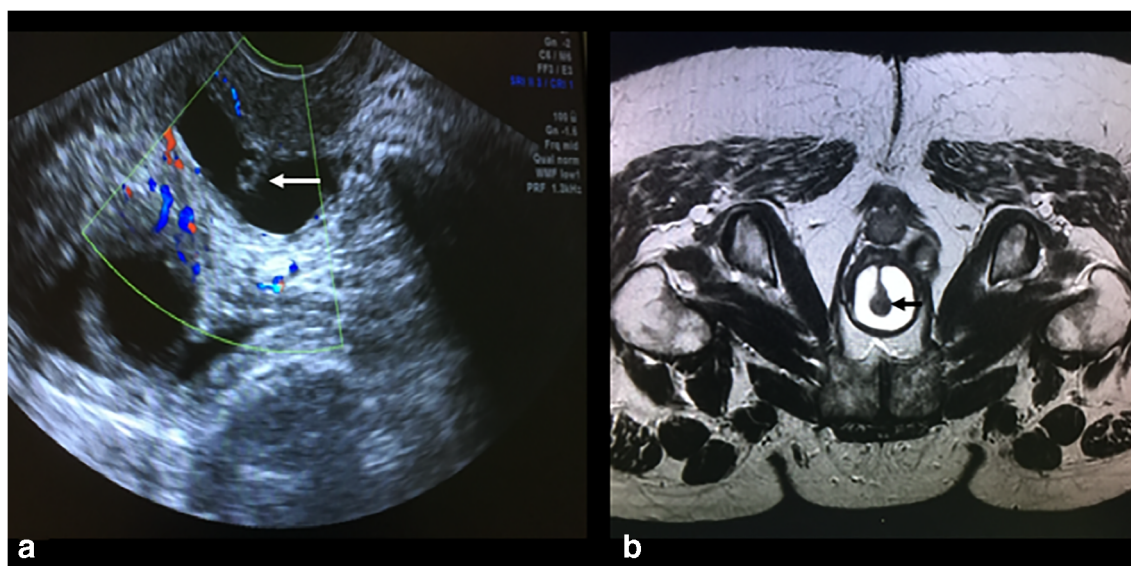 Gn -2
C6 / M6
FF3 / E3
SRI II 3 / CRI 1
100
Gn -1.6
Frq mid
Qual norm
WMF low1
PRF 1.3kHz
a
b